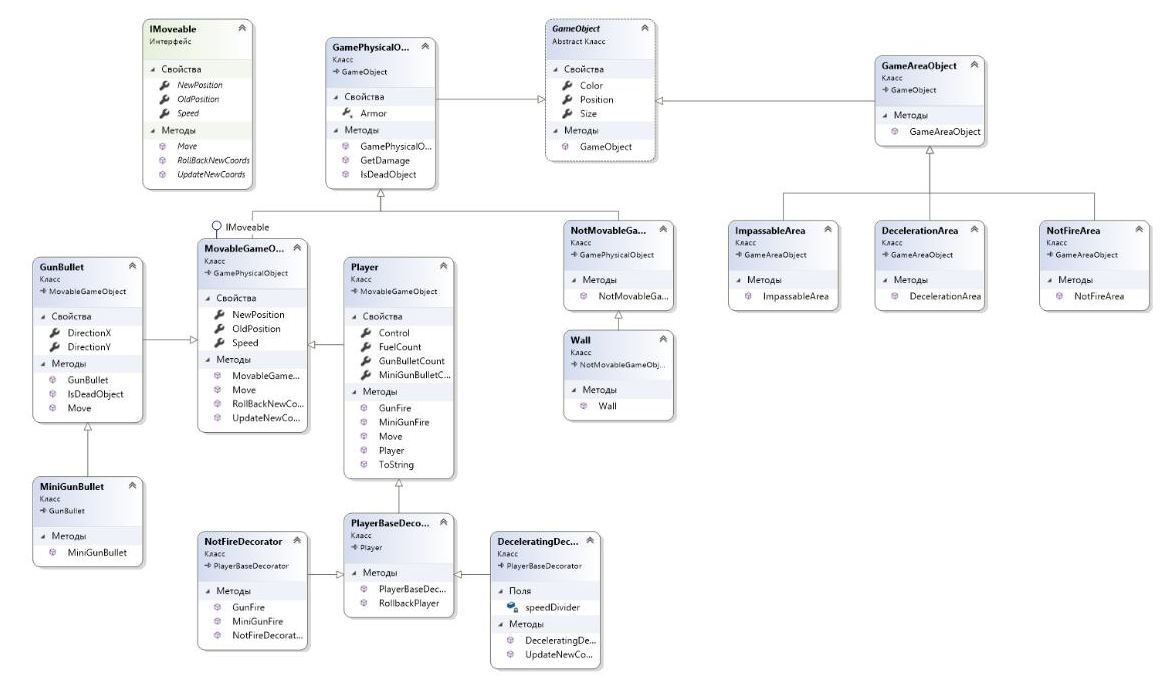 IMoveable
Интерфейс
Свойства
NewPosition
OldPosition
Speed
Методы
Move
RollBackNewCoords
UpdateNewCoords
GamePhysicalO...
Класс
GameObject
Свойства
Armor
Методы
GamePhysicalO...
GetDamage
IsDeadObject
GameObject
Abstract Класс
Свойства
Color
Position
Size
Методы
GameObject
GameAreaObject
Класс
GameObject
Методы
GameAreaObject
IMoveable
MovableGameO...
Класс
GamePhysicalObject
Свойства
NewPosition
OldPosition
Speed
Методы
MovableGame...
Move
RollBackNewCo...
UpdateNewCo...
GunBullet
Класс
MovableGameObject
Свойства
DirectionX
DirectionY
Методы
GunBullet
IsDeadObject
Move
Player
Класс
MovableGameObject
Свойства
Control
FuelCount
GunBulletCount
MiniGunBulletC...
Методы
GunFire
MiniGunFire
Move
Player
ToString
NotMovableGa...
Класс
GamePhysicalObject
Методы
NotMovableGa...
Wall
Класс
NotMovableGameObj...
Методы
Wall
ImpassableArea
Класс
GameAreaObject
Методы
ImpassableArea
DecelerationArea
Класс
GameAreaObject
Методы
DecelerationArea
NotFireArea
Класс
GameAreaObject
Методы
NotFireArea
MiniGunBullet
Класс
GunBullet
Методы
MiniGunBullet
NotFireDecorator
Класс
PlayerBaseDecorator
Методы
GunFire
MiniGunFire
NotFireDecorat...
PlayerBaseDeco...
Класс
Player
Методы
PlayerBaseDec...
RollbackPlayer
DeceleratingDec...
Класс
PlayerBaseDecorator
Поля
speedDivider
Методы
DeceleratingDe...
UpdateNewCo...